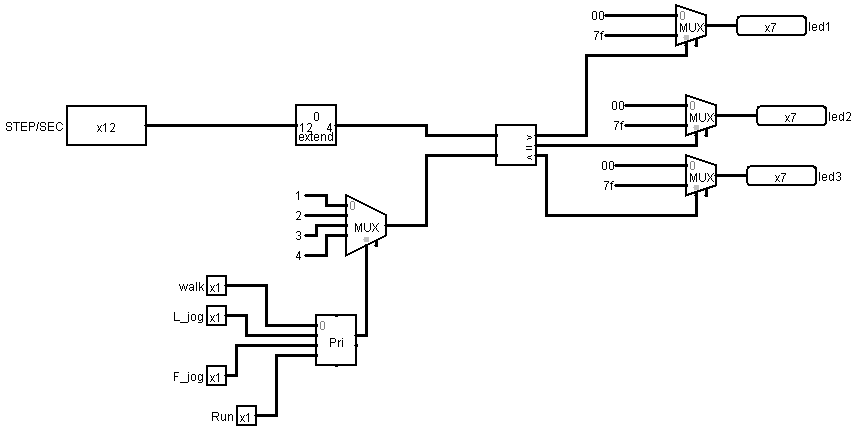 00
0
MUX
7f
x7
led1
STEP/SEC
x12
0
12 4
extend
>
=
<
00
0
MUX
7f
x7
led2
00
0
MUX
7f
x7
led3
1
2
3
4
0
MUX
walk
x1
L_jog
x1
0
Pri
F_jog
x1
Run
x1